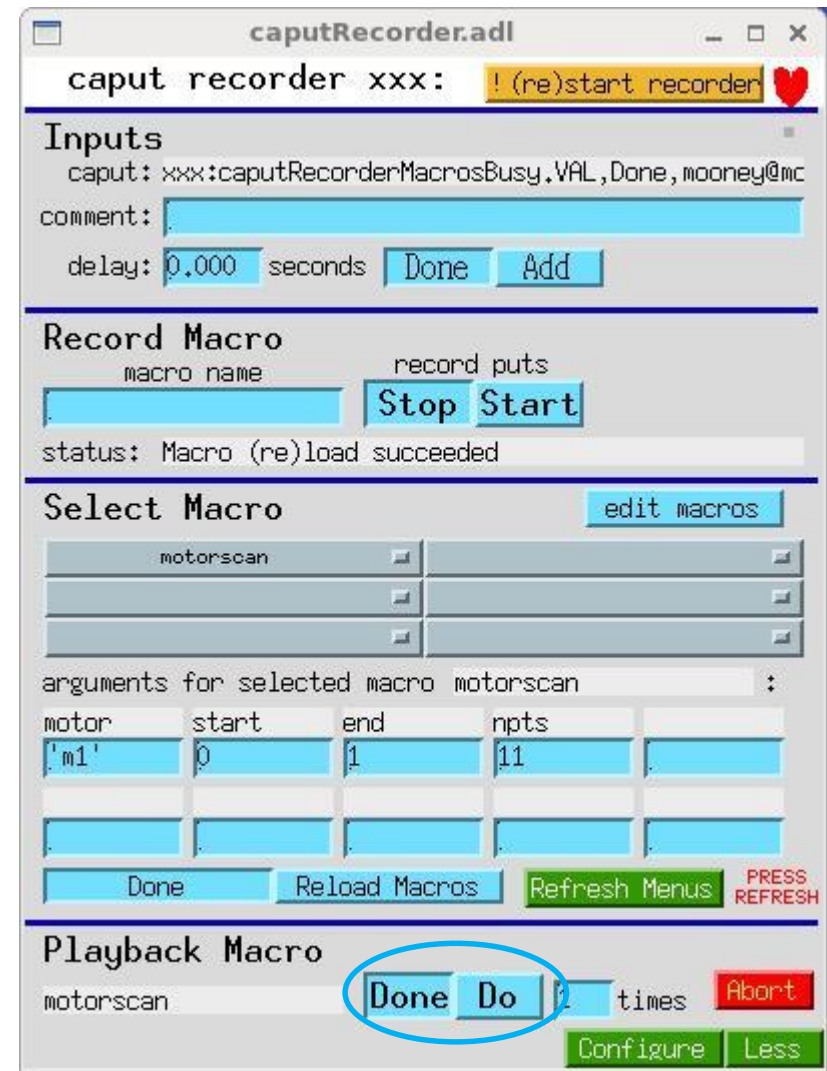 caputRecorder.adl
caput recorder xxx: ! (re)start recorder
Inputs
caput: xxx:caputRecorderMacrosBusy.VAL,Done,mooney@mc
comment:
delay: 0.000 seconds Done Add
Record Macro
macro name record puts
Stop Start
status: Macro (re)load succeeded
Select Macro edit macros
motorscan
arguments for selected macro motorscan :
motor start end npts
'm1' 0 1 11
Done Reload Macros Refresh Menus PRESS
REFRESH
Playback Macro
motorscan Done Do 1 times Abort
Configure Less